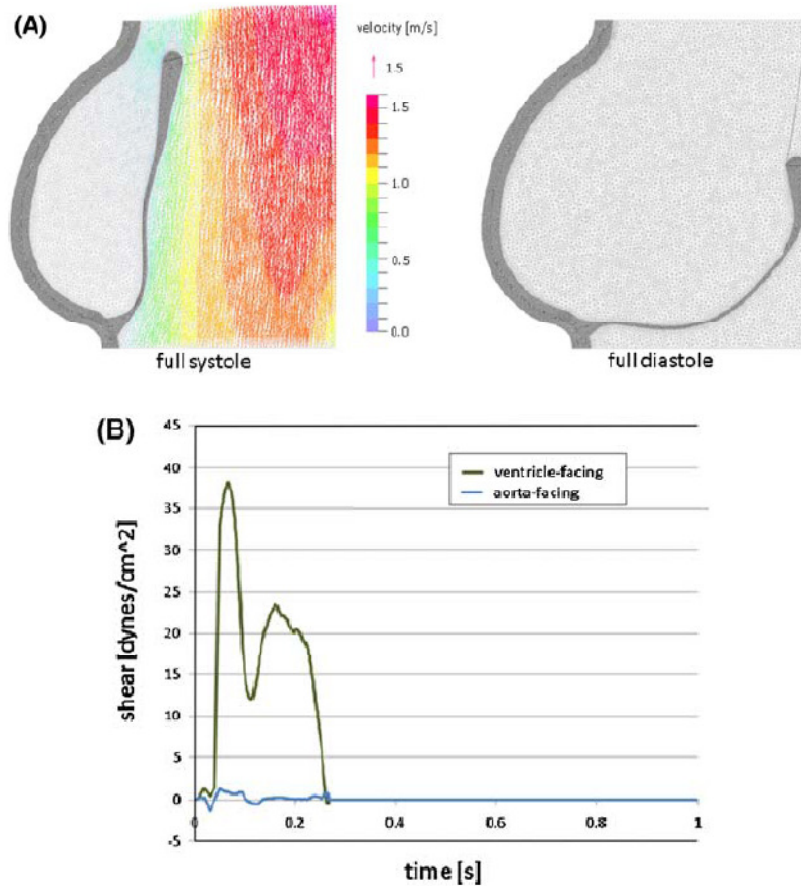 (A)
velocity [m/s]
1.5
1.5
1.0
0.5
0.0
full systole
full diastole
(B)
45
40
35
30
25
20
15
10
5
0
-5
shear [dynes/cm^2]
ventricle-facing
aorta-facing
0
0.2
0.4
0.6
0.8
1
time [s]